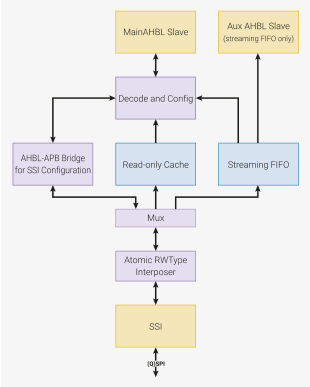 MainAHBL Slave
Aux AHBL Slave
(streaming FIFO only)
Decode and Config
AHBL-APB Bridge
for SSI Configuration
Read-only Cache
Streaming FIFO
Mux
Atomic RWType
Interposer
SSI
(Q)SPI